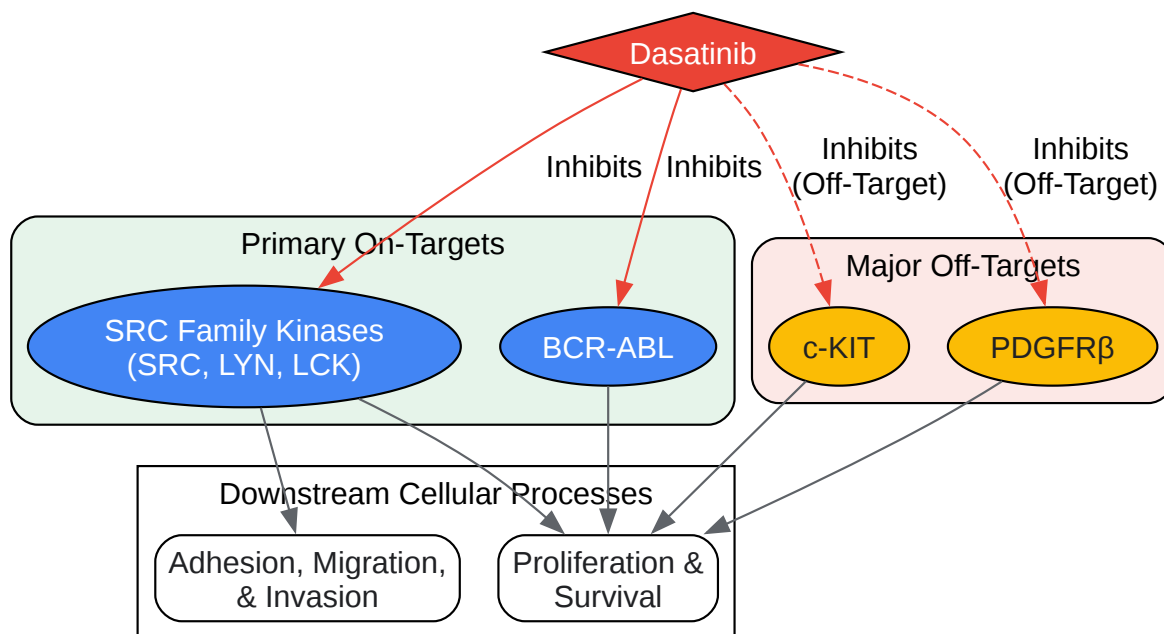 Dasatinib
Inhibits
Inhibits
Inhibits
(Off-Target)
Inhibits
(Off-Target)
Primary On-Targets
Major Off-Targets
SRC Family Kinases
(SRC, LYN, LCK)
BCR-ABL
c-KIT
PDGFRβ
Downstream Cellular Processes
Adhesion, Migration,
& Invasion
Proliferation &
Survival